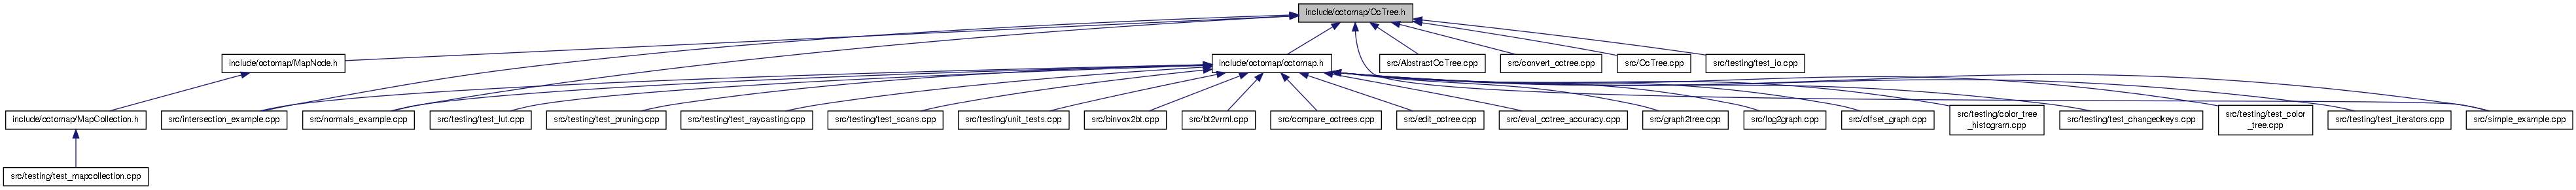 include/octomap/OcTree.h
include/octomap/MapNode.h
include/octomap/octomap.h
src/AbstractOcTree.cpp
src/convert_octree.cpp
src/OcTree.cpp
src/testing/test_io.cpp
include/octomap/MapCollection.h
src/intersection_example.cpp
src/normals_example.cpp
src/testing/test_lut.cpp
src/testing/test_pruning.cpp
src/testing/test_raycasting.cpp
src/testing/test_scans.cpp
src/testing/unit_tests.cpp
src/binvox2bt.cpp
src/bt2vrml.cpp
src/compare_octrees.cpp
src/edit_octree.cpp
src/eval_octree_accuracy.cpp
src/graph2tree.cpp
src/log2graph.cpp
src/offset_graph.cpp
src/testing/color_tree
_histogram.cpp
src/testing/test_changedkeys.cpp
src/testing/test_color
_tree.cpp
src/testing/test_iterators.cpp
src/simple_example.cpp
src/testing/test_mapcollection.cpp